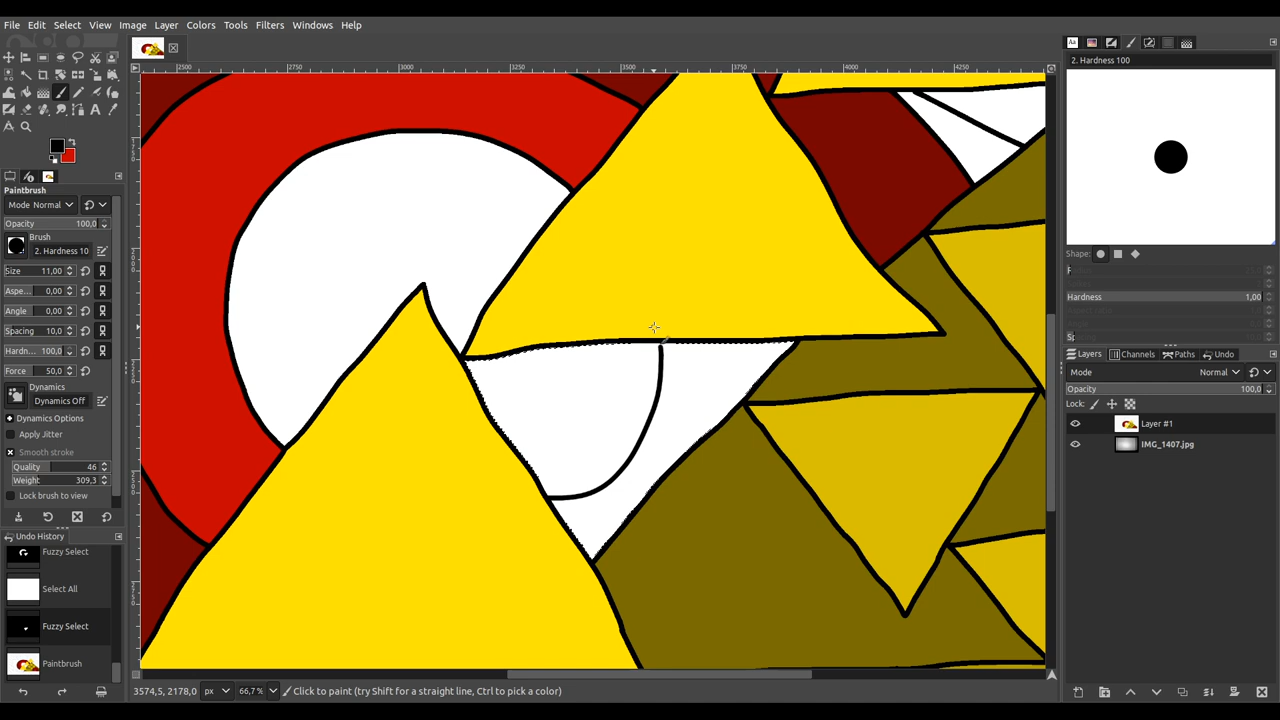 File Edit Select View Image Layer Colors Tools Filters Windows Help
2500 2750 3000 3250 3500 3750 4000 4250
2. Hardness 100
Paintbrush
Mode Normal
Opacity 100,0
Brush
2. Hardness 10
Size 11,00
Aspe... 0,00
Angle 0,00
Spacing 10,0
Hardn... 100,0
Force 50,0
Dynamics
Dynamics Off
Dynamics Options
Apply Jitter
Smooth stroke
Quality 46
Weight 309,3
Lock brush to view
Undo History
Fuzzy Select
Select All
Fuzzy Select
Paintbrush
Shape:
Hardness 1,00
Layers Channels Paths Undo
Mode Normal
Opacity 100,0
Lock:
Layer #1
IMG_1407.jpg
3574,5, 2178,0 px 66,7% Click to paint (try Shift for a straight line, Ctrl to pick a color)